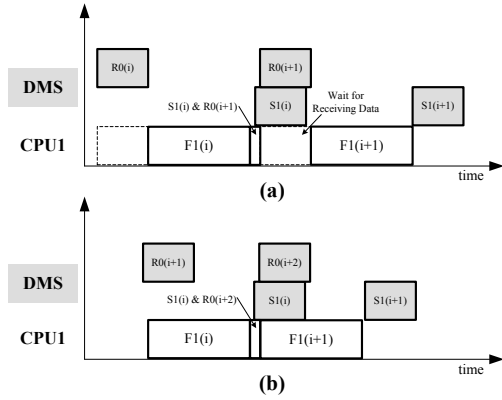 R0(i)
R0(i+1)
DMS
S1(i) & R0(i+1)
S1(i)
Wait for
Receiving Data
S1(i+1)
CPU1
F1(i)
F1(i+1)
time
(a)
R0(i+1)
R0(i+2)
DMS
S1(i) & R0(i+2)
S1(i)
S1(i+1)
CPU1
F1(i)
F1(i+1)
time
(b)